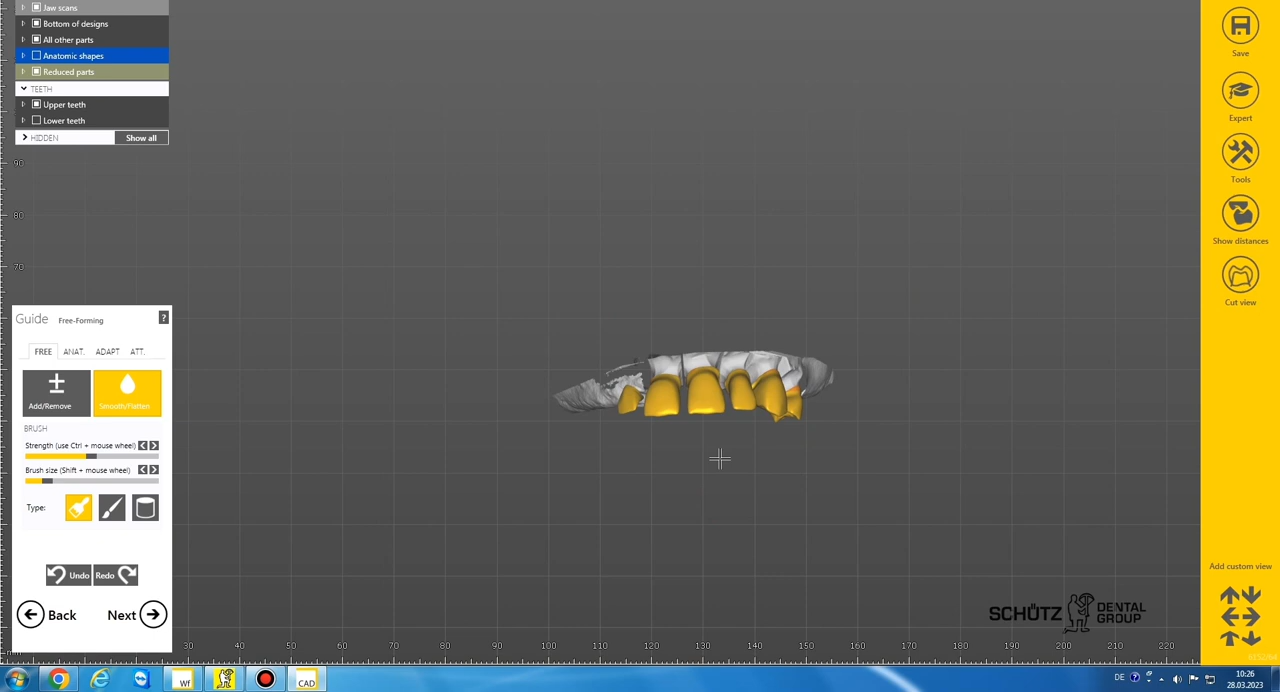 Jaw scans
Bottom of designs
All other parts
Anatomic shapes
Reduced parts
TEETH
Upper teeth
Lower teeth
HIDDEN Show all
90
80
70
Guide Free-Forming ?
FREE ANAT. ADAPT ATT.
Add/Remove Smooth/Flatten
BRUSH
Strength (use Ctrl + mouse wheel)
Brush size (Shift + mouse wheel)
Type:
Undo Redo
Back Next
mm 30 40 50 60 70 80 90 100 110 120 130 140 150 160 170 180 190 200 210 220
Save
Expert
Tools
Show distances
Cut view
Add custom view
SCHÜTZ DENTAL
GROUP
Wf
CAD
DE
10:26
28.03.2023